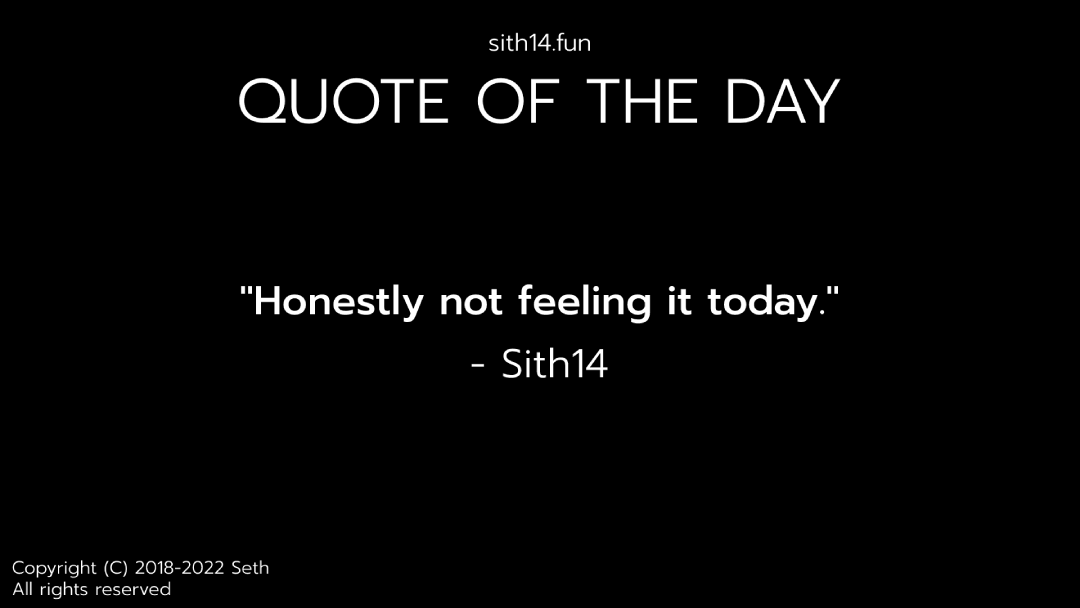 sith14.fun
QUOTE OF THE DAY
"Honestly not feeling it today."
- Sith14
Copyright (C) 2018-2022 Seth
All rights reserved